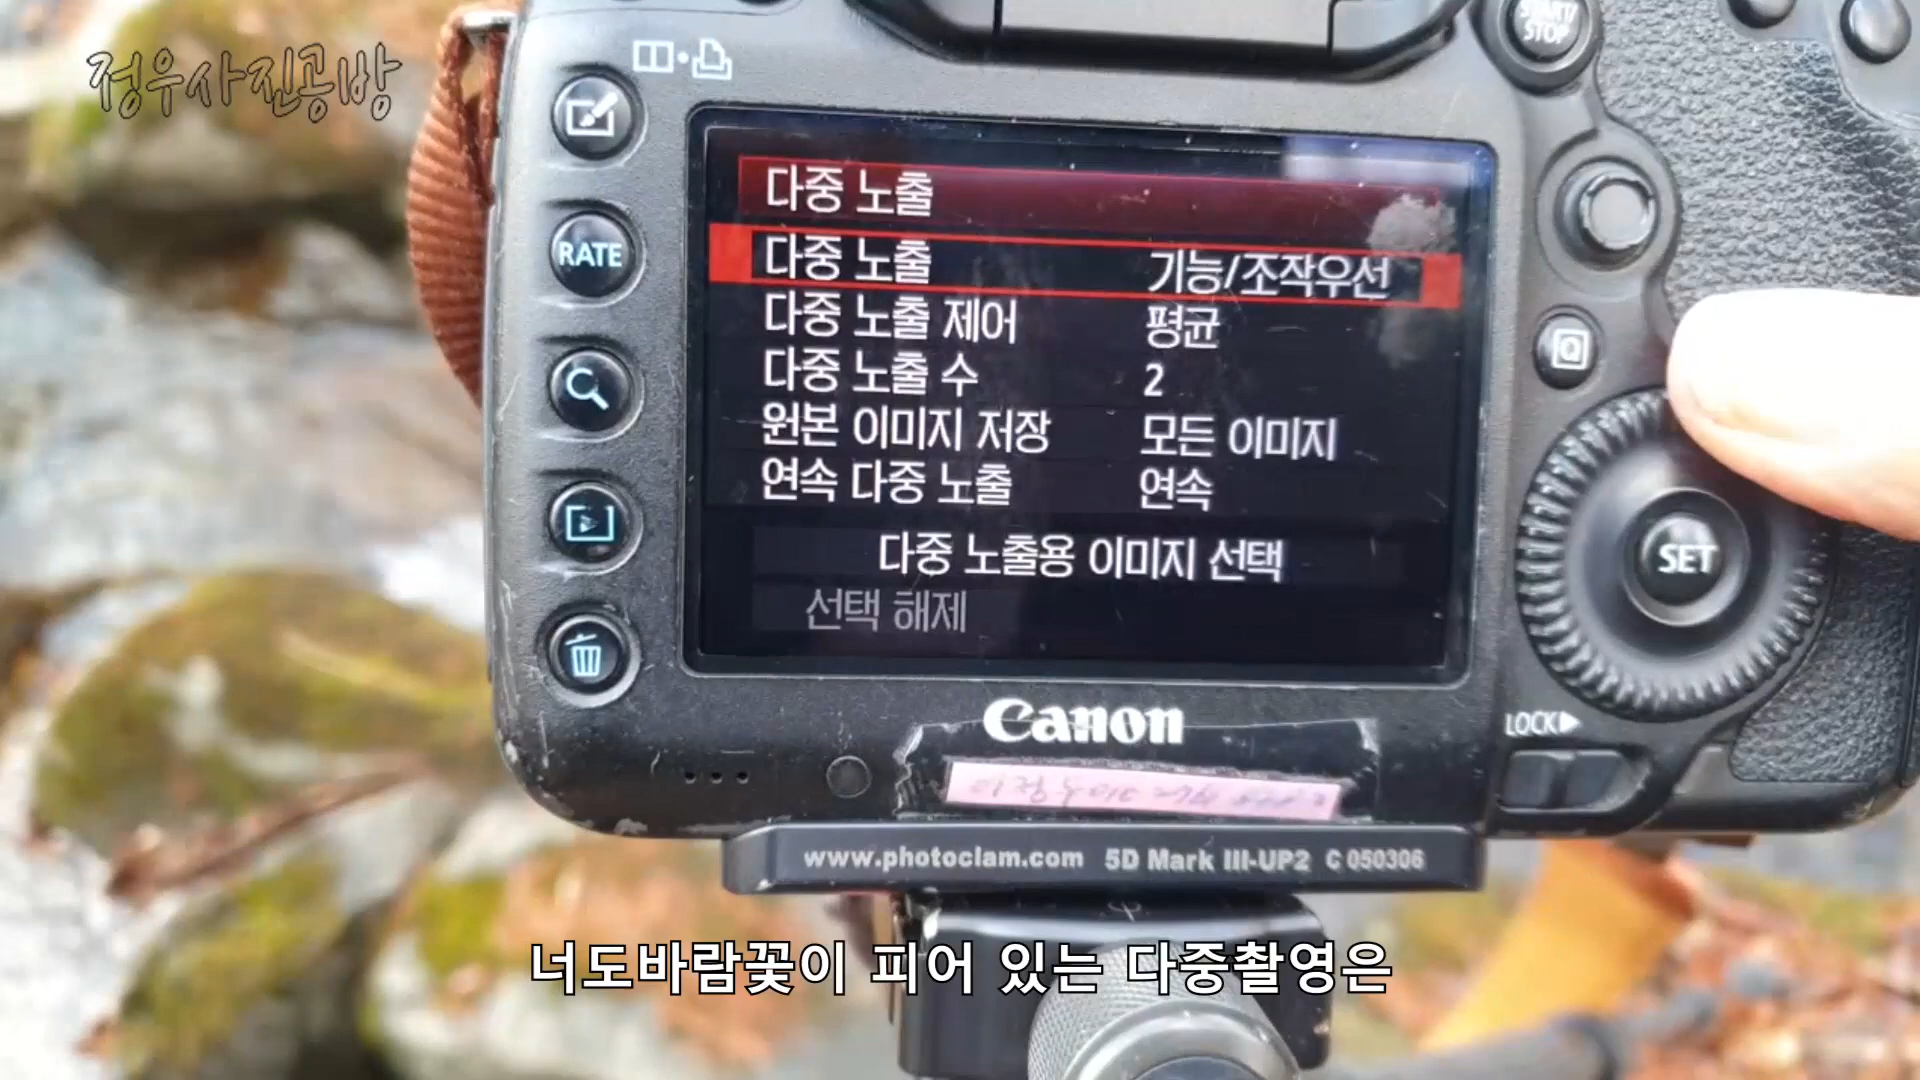 정우사진공방
START/
STOP
RATE
다중 노출
다중 노출 기능/조작우선
다중 노출 제어 평균
다중 노출 수 2
원본 이미지 저장 모든 이미지
연속 다중 노출 연속
다중 노출용 이미지 선택
선택 해제
Q
SET
LOCK▶
Canon
www.photoclam.com 5D Mark III-UP2 C 050306
너도바람꽃이 피어 있는 다중촬영은